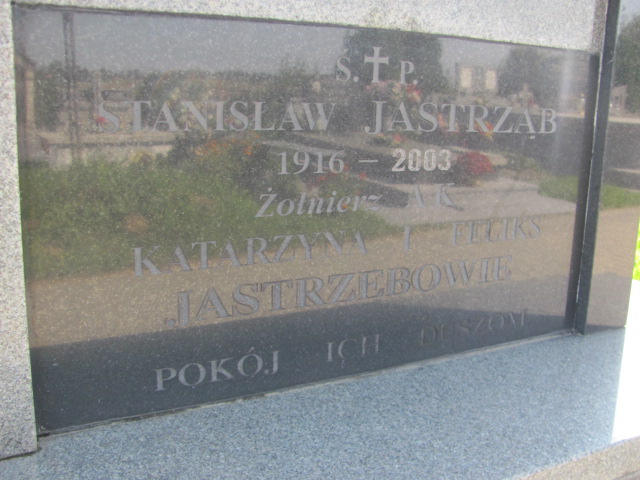 S. † P.
STANISŁAW JASTRZĄB
1916 – 2003
Żołnierz AK
KATARZYNA I FELIKS
JASTRZĘBOWIE
POKÓJ ICH DUSZOM